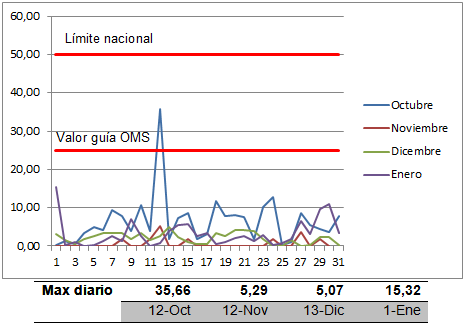 60,00
Límite nacional
50,00
40,00
30,00
Valor guía OMS
20,00
10,00
0,00
1 3 5 7 9 11 13 15 17 19 21 23 25 27 29 31
Octubre
Noviembre
Dicembre
Enero
Max diario 35,66 5,29 5,07 15,32
12-Oct 12-Nov 13-Dic 1-Ene